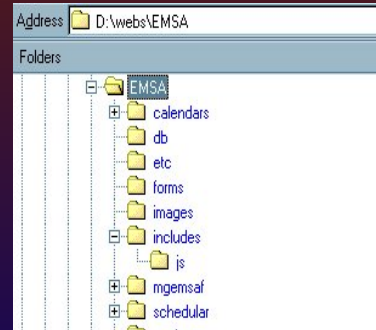 Address D:\webs\EMSA
Folders
EMSA
calendars
db
etc
forms
images
includes
js
mgemsaf
schedular